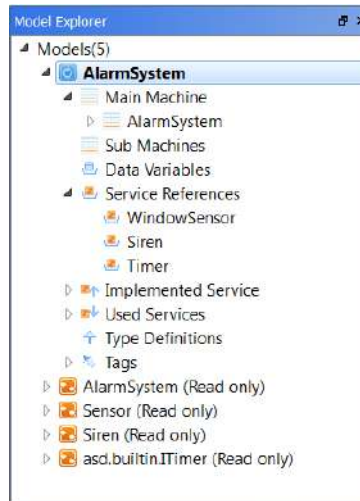 Model Explorer
Models(5)
AlarmSystem
Main Machine
AlarmSystem
Sub Machines
Data Variables
Service References
WindowSensor
Siren
Timer
Implemented Service
Used Services
Type Definitions
Tags
AlarmSystem (Read only)
Sensor (Read only)
Siren (Read only)
asd.builtin.ITimer (Read only)